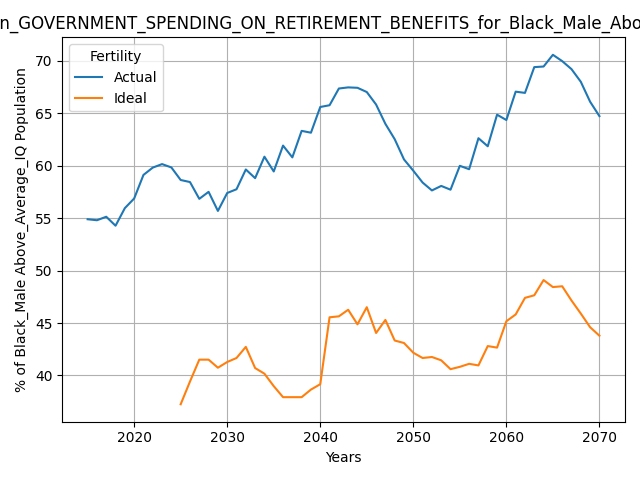 n_GOVERNMENT_SPENDING_ON_RETIREMENT_BENEFITS_for_Black_Male_Abo
Fertility
Actual
Ideal
% of Black_Male Above_Average_IQ Population
70
65
60
55
50
45
40
2020 2030 2040 2050 2060 2070
Years